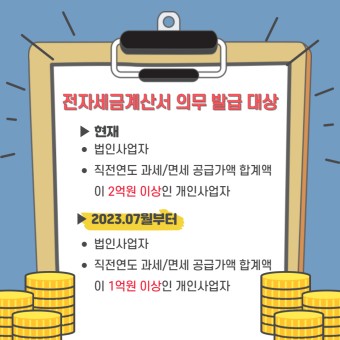 전자세금계산서 의무 발급 대상
▶ 현재
• 법인사업자
• 직전연도 과세/면세 공급가액 합계액
이 2억원 이상인 개인사업자
▶ 2023.07월부터
• 법인사업자
• 직전연도 과세/면세 공급가액 합계액
이 1억원 이상인 개인사업자